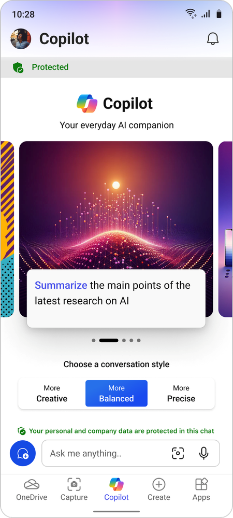 10:28
Copilot
Protected
Copilot
Your everyday AI companion
Summarize the main points of the
latest research on AI
Choose a conversation style
More
Creative
More
Balanced
More
Precise
Your personal and company data are protected in this chat
Ask me anything..
OneDrive
Capture
Copilot
Create
Apps